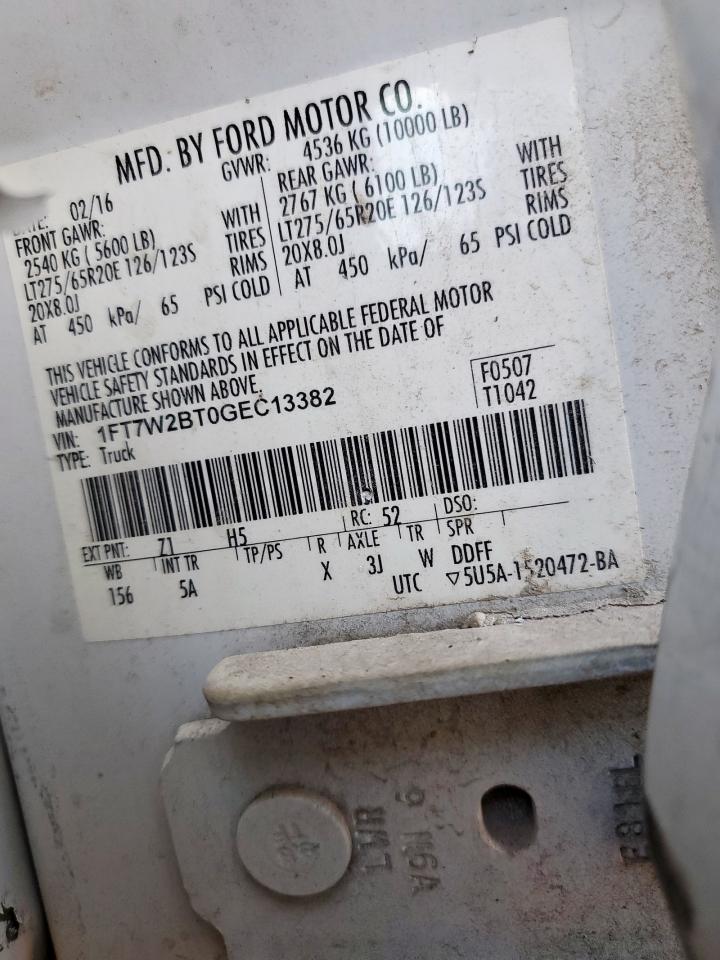 MFD. BY FORD MOTOR CO.
DATE: 02/16
GVWR: 4536 KG (10000 LB)
FRONT GAWR:
2540 KG ( 5600 LB) WITH
LT275/65R20E 126/123S TIRES
20X8.0J RIMS
AT 450 kPa/ 65 PSI COLD
REAR GAWR:
2767 KG ( 6100 LB) WITH
LT275/65R20E 126/123S TIRES
20X8.0J RIMS
AT 450 kPa/ 65 PSI COLD
THIS VEHICLE CONFORMS TO ALL APPLICABLE FEDERAL MOTOR
VEHICLE SAFETY STANDARDS IN EFFECT ON THE DATE OF
MANUFACTURE SHOWN ABOVE.
VIN: 1FT7W2BT0GEC13382
TYPE: Truck
F0507
T1042
EXT PNT: Z1 H5 RC: 52 DSO:
WB INT TR TP/PS R AXLE TR SPR
156 5A X 3J W DDFF
UTC ▽5U5A-1520472-BA
9 N6A